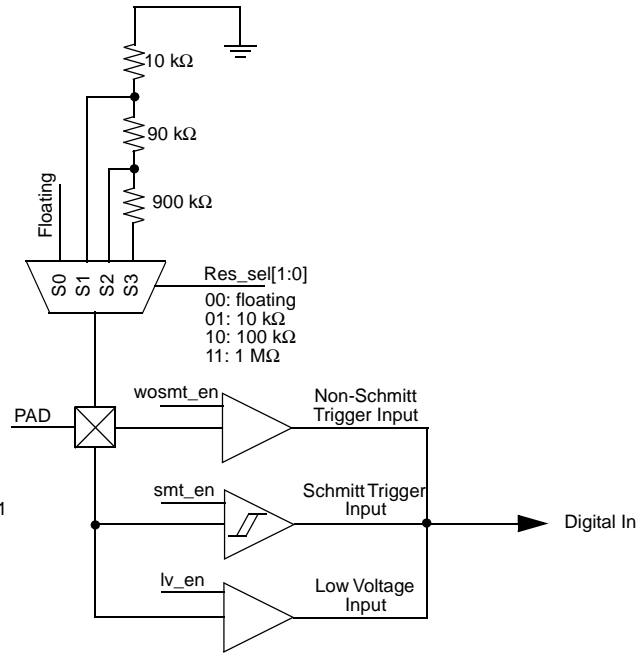 10 kΩ
90 kΩ
900 kΩ
Floating
S0
S1
S2
S3
Res_sel[1:0]
00: floating
01: 10 kΩ
10: 100 kΩ
11: 1 MΩ
PAD
wosmt_en
Non-Schmitt
Trigger Input
smt_en
Schmitt Trigger
Input
1
Digital In
lv_en
Low Voltage
Input